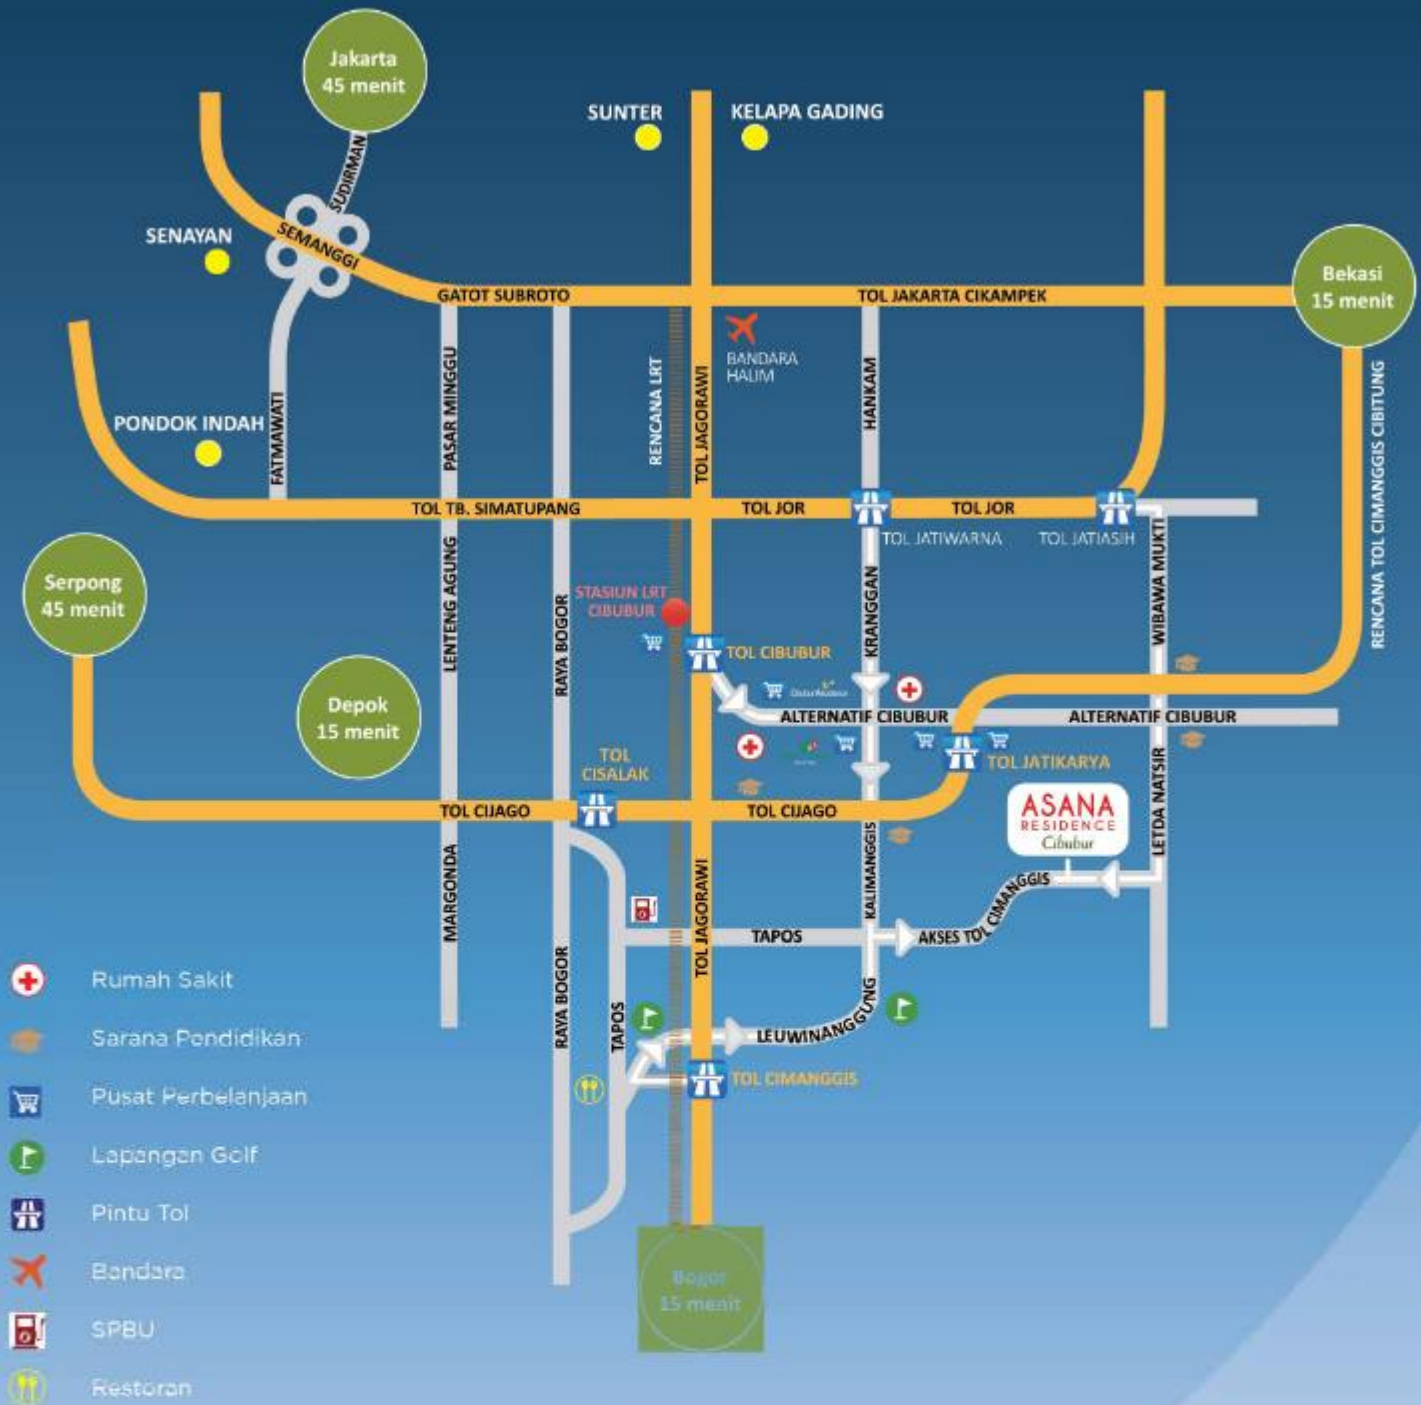 Jakarta
45 menit
SUNTER
KELAPA GADING
SUDIRMAN
SENAYAN
SEMANGGI
GATOT SUBROTO
TOL JAKARTA CIKAMPEK
Bekasi
15 menit
BANDARA
HALIM
RENCANA LRT
TOL JAGORAWI
HANKAM
PASAR MINGGU
FATMAWATI
PONDOK INDAH
RENCANA TOL CIMANGGIS CIBITUNG
TOL TB. SIMATUPANG
TOL JOR
TOL JOR
TOL JATIWARNA
TOL JATIASIH
Serpong
45 menit
LENTENG AGUNG
RAYA BOGOR
STASIUN LRT
CIBUBUR
KRANGGAN
WIBAWA MUKTI
TOL CIBUBUR
Depok
15 menit
ALTERNATIF CIBUBUR
ALTERNATIF CIBUBUR
TOL
CISALAK
TOL JATIKARYA
TOL CIJAGO
TOL CIJAGO
ASANA
RESIDENCE
Cibubur
LETDA NATSIR
MARGONDA
KALIMANGGIS
AKSES TOL CIMANGGIS
TAPOS
TOL JAGORAWI
RAYA BOGOR
TAPOS
LEUWINANGGUNG
TOL CIMANGGIS
Bogor
15 menit
Rumah Sakit
Sarana Pendidikan
Pusat Perbelanjaan
Lapangan Golf
Pintu Tol
Bandara
SPBU
Restoran